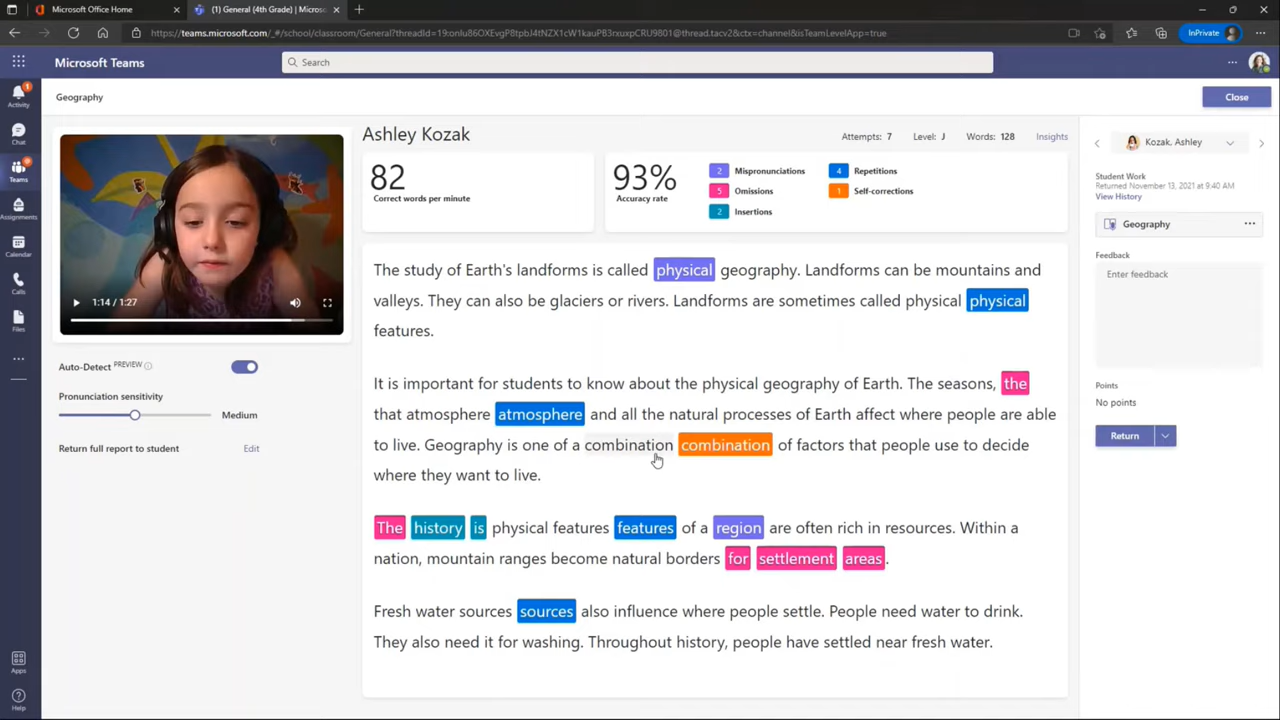 Microsoft Office Home
(1) General (4th Grade) | Micros
https://teams.microsoft.com/_#/school/classroom/General?threadId=19:
&ctx=channel&isTeamLevelApp=true
InPrivate
Microsoft Teams
Search
Geography
Close
Activity
Chat
Teams
Assignments
Calendar
Calls
Files
Apps
Help
1:14 / 1:27
Auto-Detect PREVIEW
Pronunciation sensitivity
Medium
Return full report to student
Edit
Ashley Kozak
Attempts: 7 Level: J Words: 128 Insights
82
Correct words per minute
93%
Accuracy rate
2 Mispronunciations
5 Omissions
2 Insertions
4 Repetitions
1 Self-corrections
The study of Earth's landforms is called physical geography. Landforms can be mountains and
valleys. They can also be glaciers or rivers. Landforms are sometimes called physical physical
features.
It is important for students to know about the physical geography of Earth. The seasons, the
that atmosphere atmosphere and all the natural processes of Earth affect where people are able
to live. Geography is one of a combination combination of factors that people use to decide
where they want to live.
The history is physical features features of a region are often rich in resources. Within a
nation, mountain ranges become natural borders for settlement areas.
Fresh water sources sources also influence where people settle. People need water to drink.
They also need it for washing. Throughout history, people have settled near fresh water.
Kozak, Ashley
Student Work
Returned November 13, 2021 at 9:40 AM
View History
Geography
Feedback
Enter feedback
Points
No points
Return